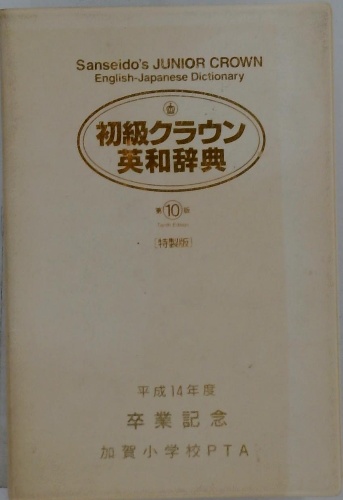 Sanseido's JUNIOR CROWN
English-Japanese Dictionary
初級クラウン
英和辞典
第10版
Tenth Edition
[特製版]
平成14年度
卒業記念
加賀小学校PTA